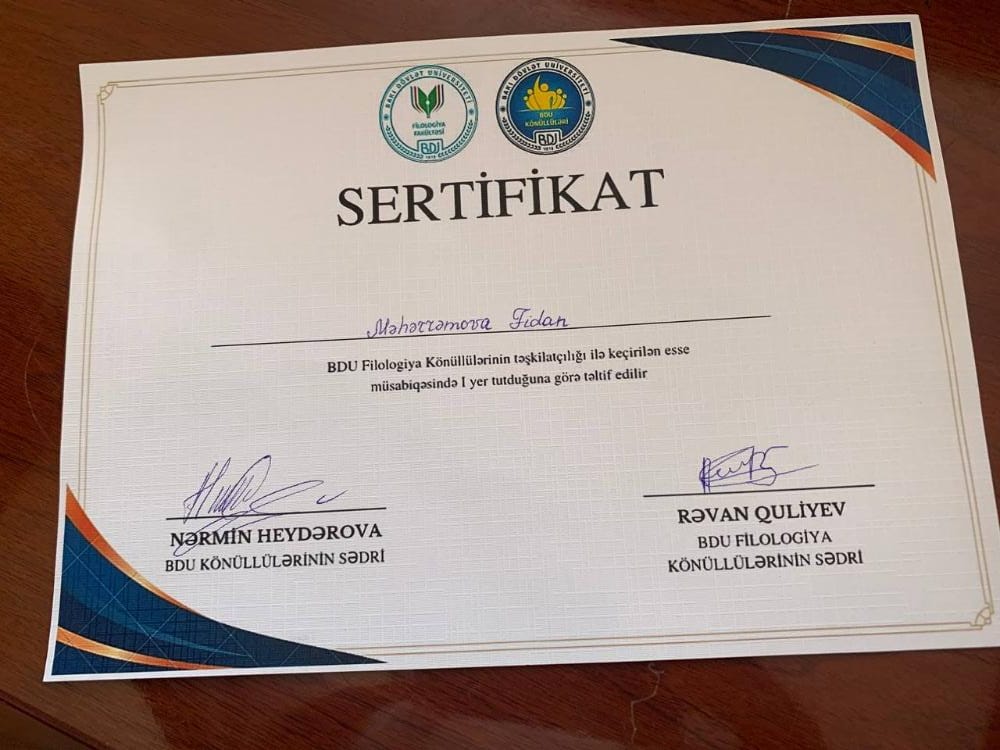 BAKI DÖVLƏT UNİVERSİTETİ
FİLOLOGİYA
FAKÜLTƏSİ
BDU
1919
BAKI DÖVLƏT UNİVERSİTETİ
BDU
KÖNÜLLÜLƏRİ
BDU
1919
SERTİFİKAT
Məhərrəmova Fidan
BDU Filologiya Könüllülərinin təşkilatçılığı ilə keçirilən esse
müsabiqəsində I yer tutduğuna görə təltif edilir
NƏRMİN HEYDƏROVA
BDU KÖNÜLLÜLƏRİNİN SƏDRİ
RƏVAN QULİYEV
BDU FİLOLOGİYA
KÖNÜLLÜLƏRİNİN SƏDRİ